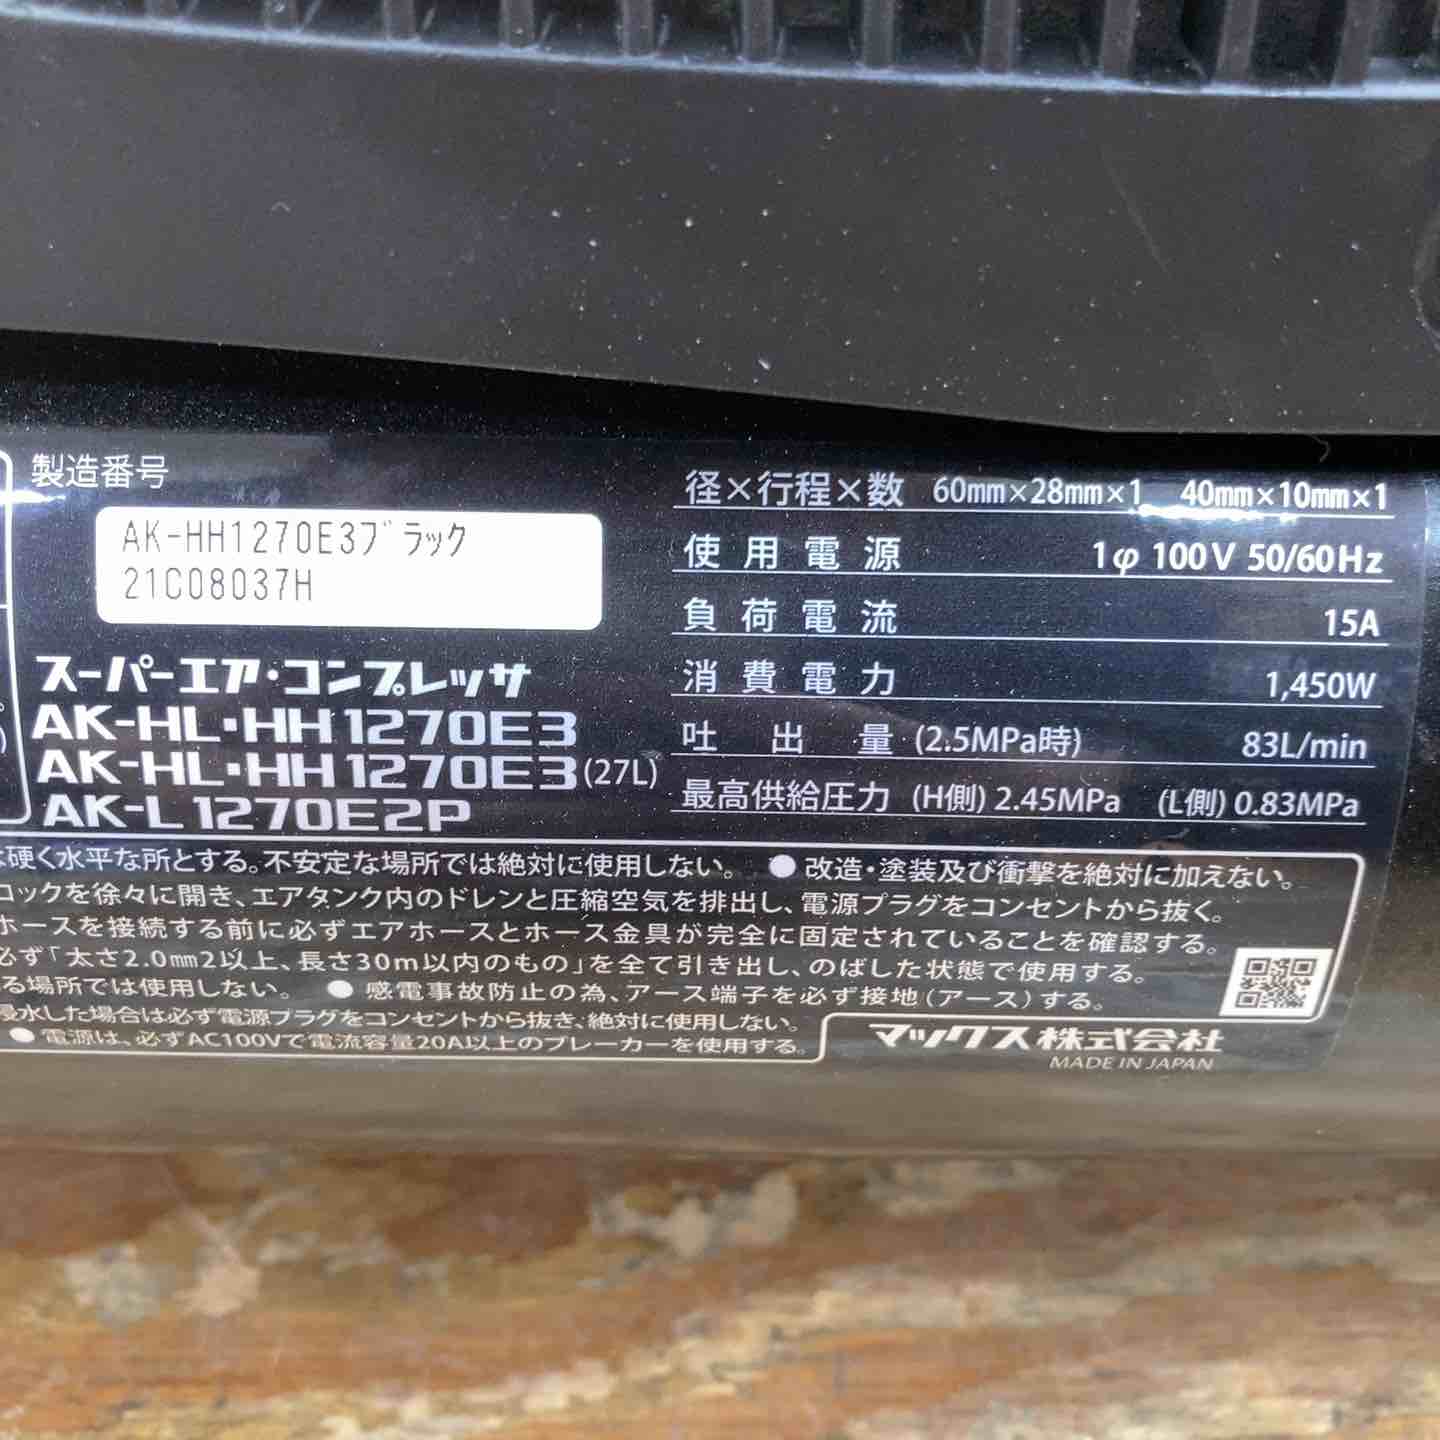 製造番号
AK-HH1270E3ブラック
21C08037H
スーパーエア・コンプレッサ
AK-HL・HH1270E3
AK-HL・HH1270E3(27L)
AK-L1270E2P
径×行程×数 60mm×28mm×1 40mm×10mm×1
使用電源 1φ 100V 50/60Hz
負荷電流 15A
消費電力 1,450W
吐出量 (2.5MPa時) 83L/min
最高供給圧力 (H側) 2.45MPa (L側) 0.83MPa
硬く水平な所とする。不安定な場所では絶対に使用しない。 ●改造・塗装及び衝撃を絶対に加えない。
コックを徐々に開き、エアタンク内のドレンと圧縮空気を排出し、電源プラグをコンセントから抜く。
ホースを接続する前に必ずエアホースとホース金具が完全に固定されていることを確認する。
必ず「太さ2.0mm2以上、長さ30m以内のもの」を全て引き出し、のばした状態で使用する。
る場所では使用しない。 ●感電事故防止の為、アース端子を必ず接地(アース)する。
浸水した場合は必ず電源プラグをコンセントから抜き、絶対に使用しない。
●電源は、必ずAC100Vで電流容量20A以上のブレーカーを使用する。
マックス株式会社
MADE IN JAPAN